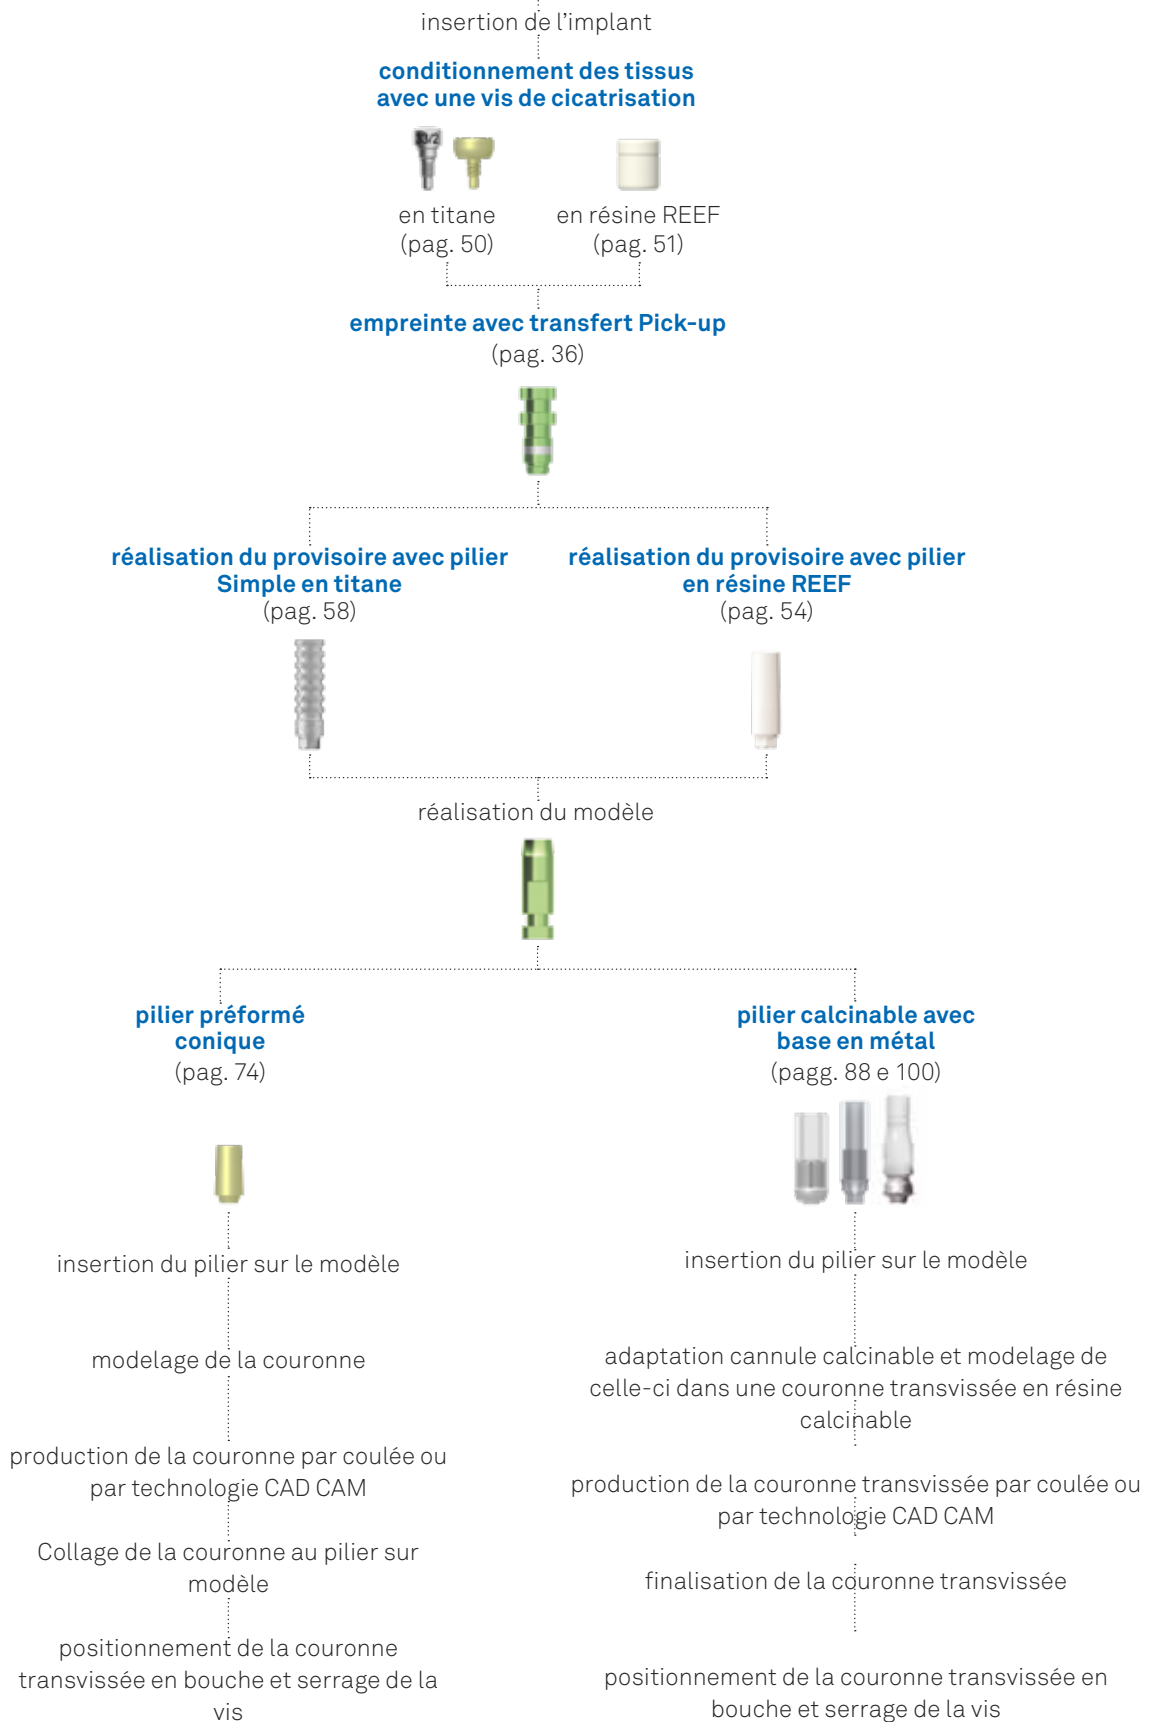 insertion de l’implant
conditionnement des tissus
avec une vis de cicatrisation
33/2
en titane
(pag. 50)
en résine REEF
(pag. 51)
empreinte avec transfert Pick-up
(pag. 36)
réalisation du provisoire avec pilier
Simple en titane
(pag. 58)
réalisation du provisoire avec pilier
en résine REEF
(pag. 54)
réalisation du modèle
pilier préformé
conique
(pag. 74)
insertion du pilier sur le modèle
modelage de la couronne
production de la couronne par coulée ou
par technologie CAD CAM
Collage de la couronne au pilier sur
modèle
positionnement de la couronne
transvissée en bouche et serrage de la
vis
pilier calcinable avec
base en métal
(pagg. 88 e 100)
insertion du pilier sur le modèle
adaptation cannule calcinable et modelage de
celle-ci dans une couronne transvissée en résine
calcinable
production de la couronne transvissée par coulée ou
par technologie CAD CAM
finalisation de la couronne transvissée
positionnement de la couronne transvissée en
bouche et serrage de la vis